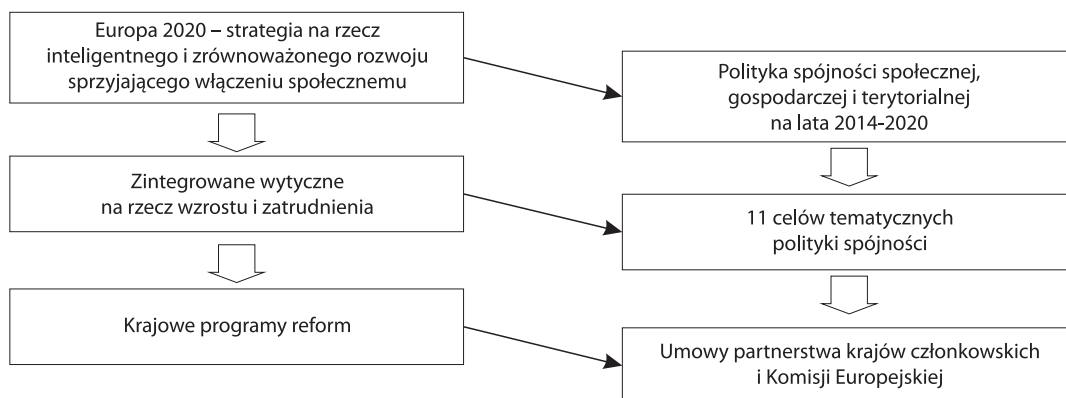 Europa 2020 – strategia na rzecz
inteligentnego i zrównoważonego rozwoju
sprzyjającego włączeniu społecznemu
Polityka spójności społecznej,
gospodarczej i terytorialnej
na lata 2014-2020
Zintegrowane wytyczne
na rzecz wzrostu i zatrudnienia
11 celów tematycznych
polityki spójności
Krajowe programy reform
Umowy partnerstwa krajów członkowskich
i Komisji Europejskiej